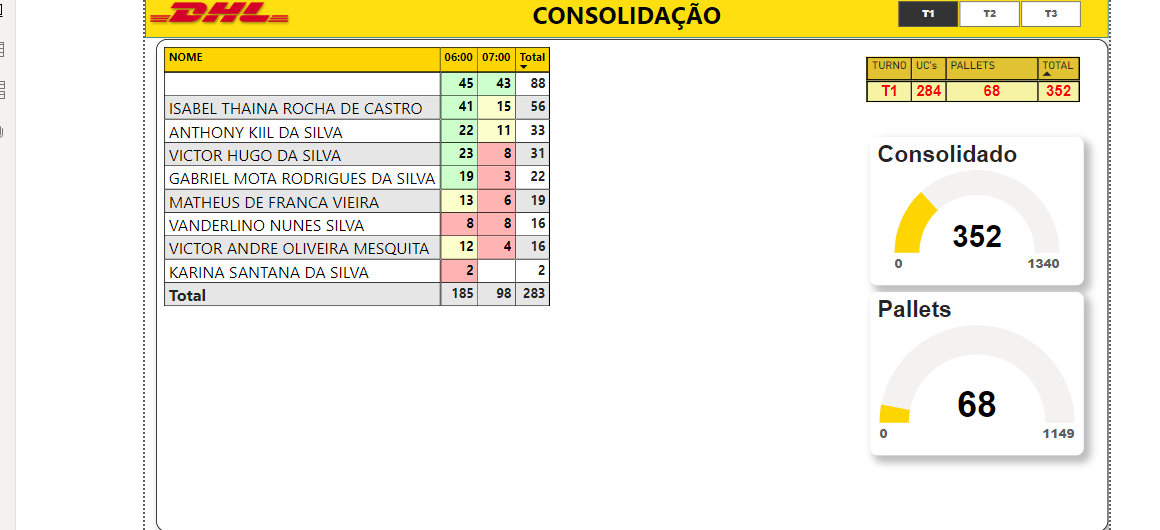 DHL CONSOLIDAÇÃO T1 T2 T3
NOME 06:00 07:00 Total
45 43 88
ISABEL THAINA ROCHA DE CASTRO 41 15 56
ANTHONY KIIL DA SILVA 22 11 33
VICTOR HUGO DA SILVA 23 8 31
GABRIEL MOTA RODRIGUES DA SILVA 19 3 22
MATHEUS DE FRANCA VIEIRA 13 6 19
VANDERLINO NUNES SILVA 8 8 16
VICTOR ANDRE OLIVEIRA MESQUITA 12 4 16
KARINA SANTANA DA SILVA 2 2
Total 185 98 283
TURNO UC's PALLETS TOTAL
T1 284 68 352
Consolidado
352
0 1340
Pallets
68
0 1149